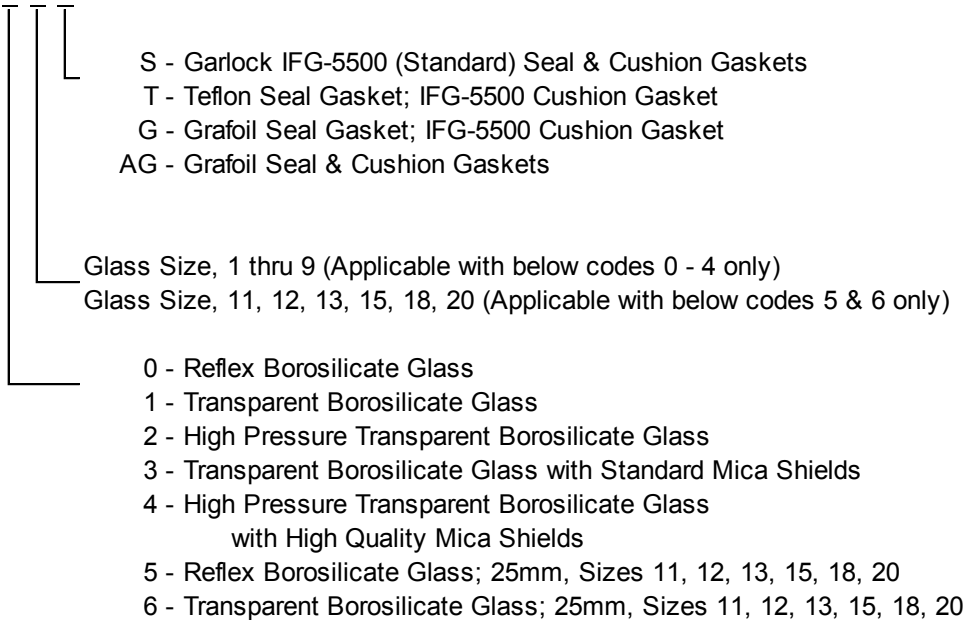 S - Garlock IFG-5500 (Standard) Seal & Cushion Gaskets
T - Teflon Seal Gasket; IFG-5500 Cushion Gasket
G - Grafoil Seal Gasket; IFG-5500 Cushion Gasket
AG - Grafoil Seal & Cushion Gaskets
Glass Size, 1 thru 9 (Applicable with below codes 0 - 4 only)
Glass Size, 11, 12, 13, 15, 18, 20 (Applicable with below codes 5 & 6 only)
0 - Reflex Borosilicate Glass
1 - Transparent Borosilicate Glass
2 - High Pressure Transparent Borosilicate Glass
3 - Transparent Borosilicate Glass with Standard Mica Shields
4 - High Pressure Transparent Borosilicate Glass
with High Quality Mica Shields
5 - Reflex Borosilicate Glass; 25mm, Sizes 11, 12, 13, 15, 18, 20
6 - Transparent Borosilicate Glass; 25mm, Sizes 11, 12, 13, 15, 18, 20